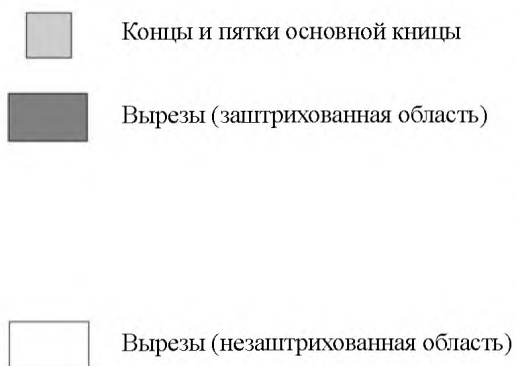 Концы и пятки основной кницы
Вырезы (заштрихованная область)
Вырезы (незаштрихованная область)